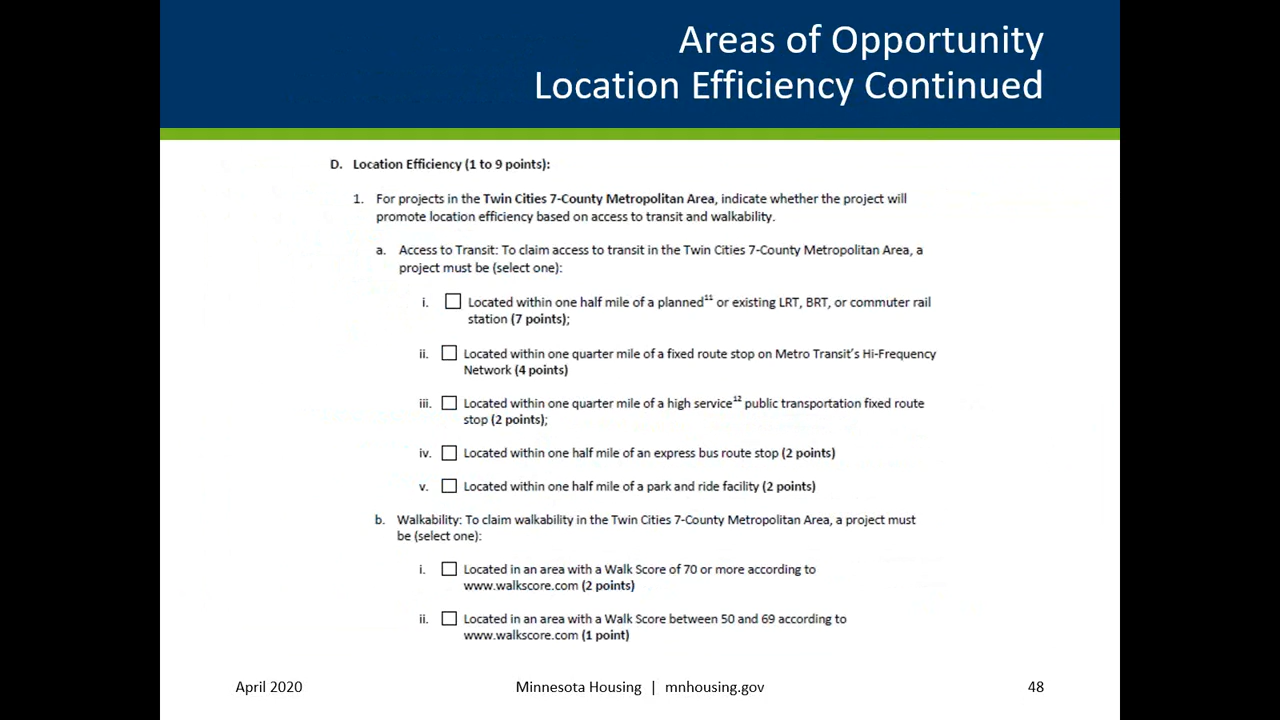 Areas of Opportunity
Location Efficiency Continued
D. Location Efficiency (1 to 9 points):
1. For projects in the Twin Cities 7-County Metropolitan Area, indicate whether the project will
promote location efficiency based on access to transit and walkability.
a. Access to Transit: To claim access to transit in the Twin Cities 7-County Metropolitan Area, a
project must be (select one):
i. Located within one half mile of a planned11 or existing LRT, BRT, or commuter rail
station (7 points);
ii. Located within one quarter mile of a fixed route stop on Metro Transit's Hi-Frequency
Network (4 points)
iii. Located within one quarter mile of a high service12 public transportation fixed route
stop (2 points);
iv. Located within one half mile of an express bus route stop (2 points)
v. Located within one half mile of a park and ride facility (2 points)
b. Walkability: To claim walkability in the Twin Cities 7-County Metropolitan Area, a project must
be (select one):
i. Located in an area with a Walk Score of 70 or more according to
www.walkscore.com (2 points)
ii. Located in an area with a Walk Score between 50 and 69 according to
www.walkscore.com (1 point)
April 2020 Minnesota Housing | mnhousing.gov 48